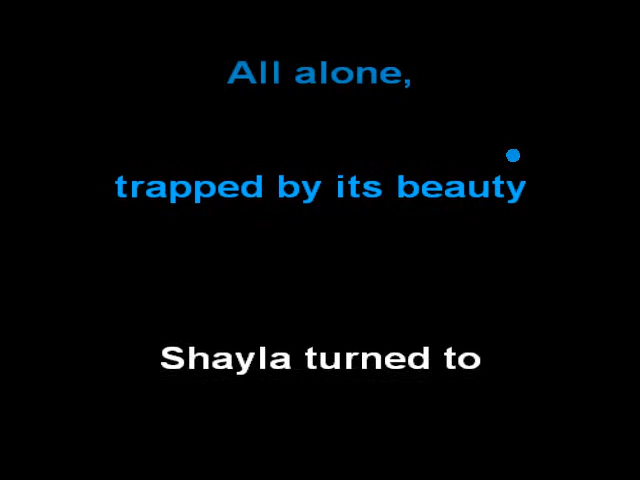 All alone,
trapped by its beauty
Shayla turned to